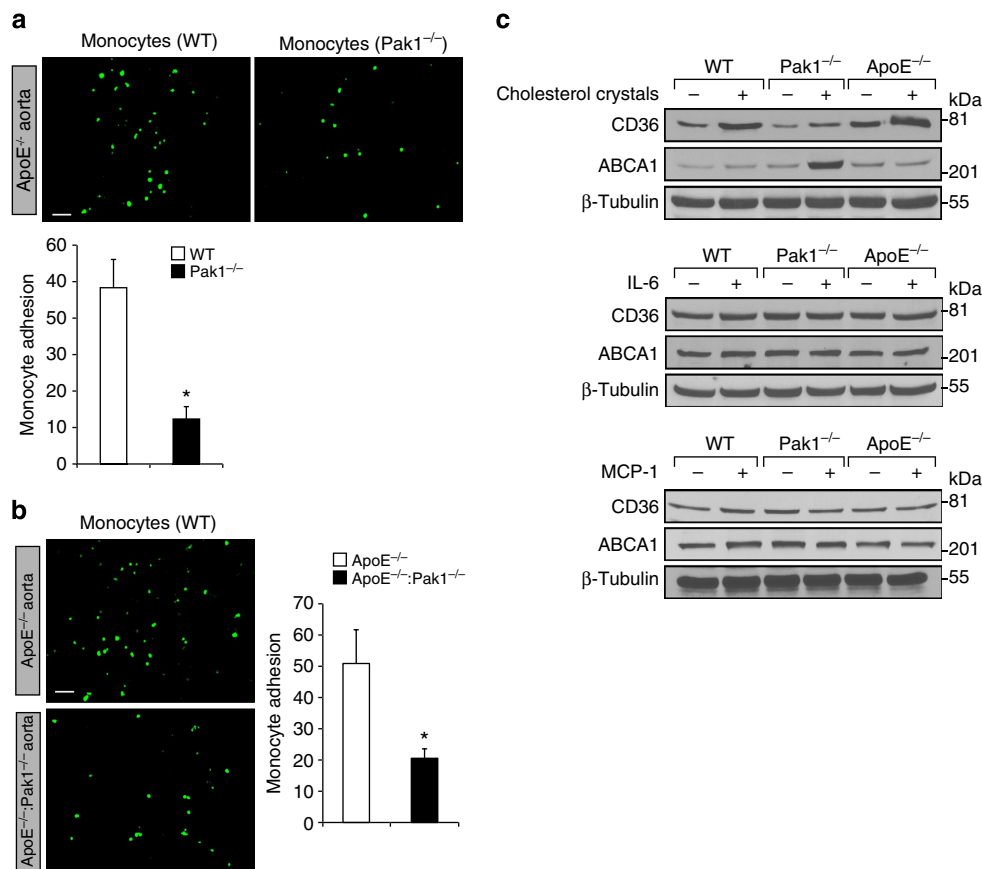 a
Monocytes (WT)
Monocytes (Pak1–/–)
ApoE-/- aorta
60
40
50
30
20
10
0
Monocyte adhesion
WT
Pak1–/–
*
b
Monocytes (WT)
ApoE–/– aorta
ApoE–/–:Pak1–/– aorta
ApoE–/–
ApoE–/–:Pak1–/–
70
60
50
40
30
20
10
0
Monocyte adhesion
*
c
WT Pak1–/– ApoE–/–
Cholesterol crystals – + – + – + kDa
CD36 81
ABCA1 201
β-Tubulin 55
WT Pak1–/– ApoE–/–
IL-6 – + – + – + kDa
CD36 81
ABCA1 201
β-Tubulin 55
WT Pak1–/– ApoE–/–
MCP-1 – + – + – + kDa
CD36 81
ABCA1 201
β-Tubulin 55